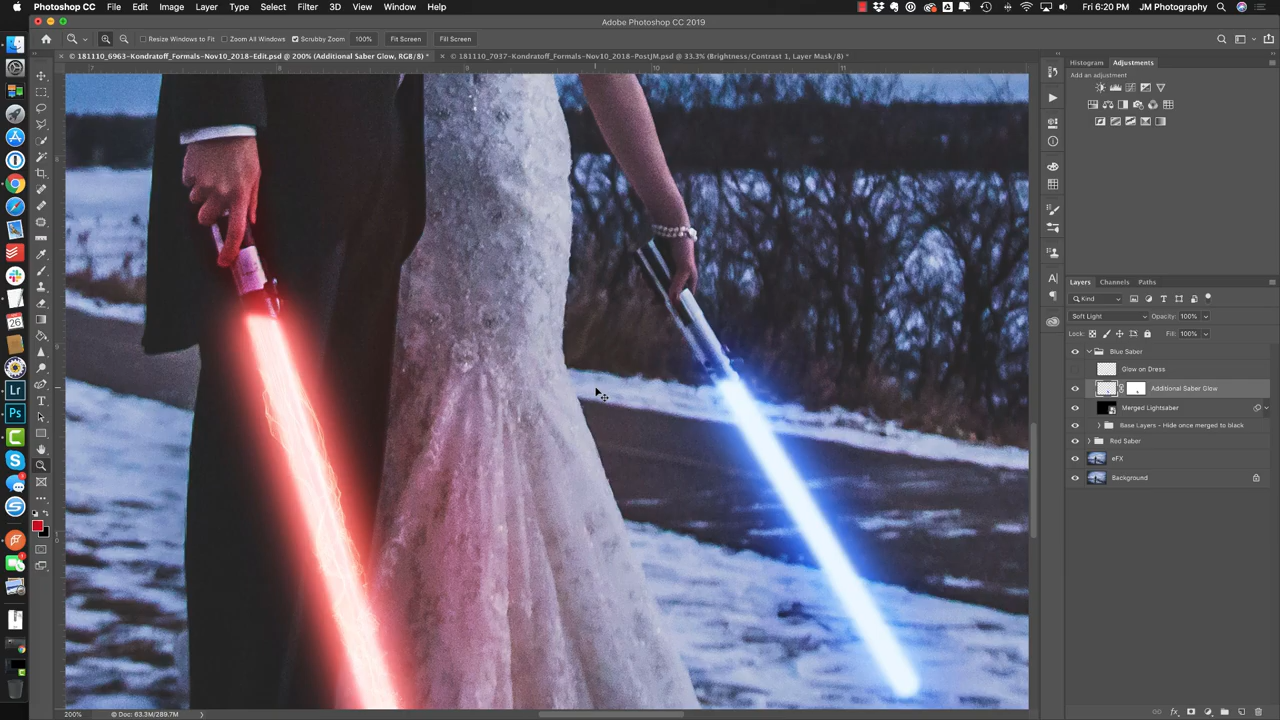 Photoshop CC File Edit Image Layer Type Select Filter 3D View Window Help Fri 6:20 PM JM Photography
Adobe Photoshop CC 2019
Resize Windows to Fit Zoom All Windows Scrubby Zoom 100% Fit Screen Fill Screen
× © 181110_6963-Kondratoff_Formals-Nov10_2018-Edit.psd @ 200% (Additional Saber Glow, RGB/8) * × © 181110_7037-Kondratoff_Formals-Nov10_2018-PostJM.psd @ 33.3% (Brightness/Contrast 1, Layer Mask/8) *
7 8 9 10 11
Histogram Adjustments
Add an adjustment
Layers Channels Paths
Kind
Soft Light Opacity: 100%
Lock: Fill: 100%
Blue Saber
Glow on Dress
Additional Saber Glow
Merged Lightsaber
Base Layers - Hide once merged to black
Red Saber
eFX
Background
200% Doc: 63.3M/289.7M